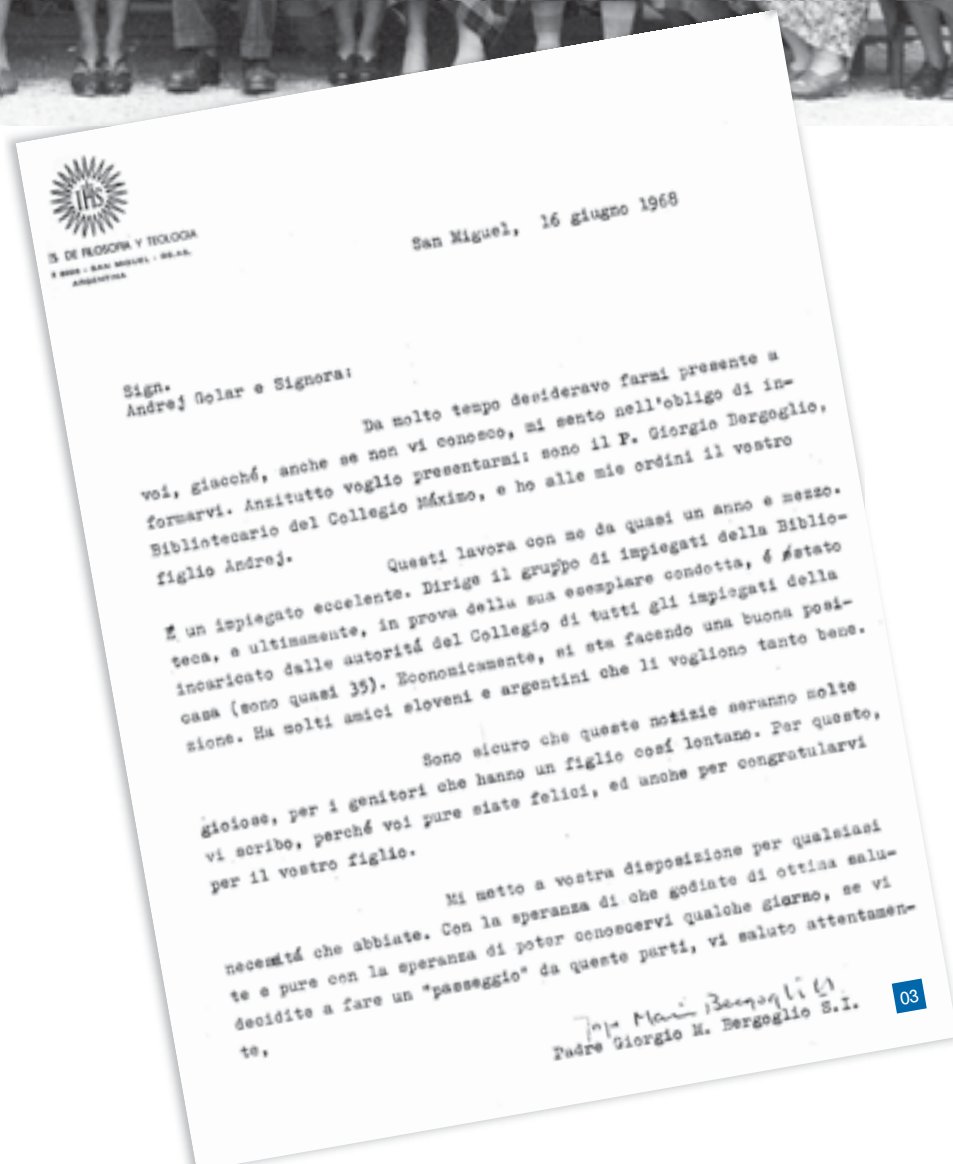 IHS
S DE FILOSOFIA Y TEOLOGIA
- SAN MIGUEL - BS.AS.
ARGENTINA
San Miguel, 16 giugno 1968
Sign.
Andrej Golar e Signora:
Da molto tempo desideravo farmi presente a
voi, giacché, anche se non vi conosco, mi sento nell'obligo di in-
formarvi. Anzitutto voglio presentarmi: sono il P. Giorgio Bergoglio,
Bibliotecario del Collegio Máximo, e ho alle mie ordini il vostro
figlio Andrej.
Questi lavora con me da quasi un anno e mezzo.
É un impiegato eccelente. Dirige il gruppo di impiegati della Biblio-
teca, e ultimamente, in prova della sua esemplare condotta, é stato
incaricato dalle autoritá del Collegio di tutti gli impiegati della
casa (sono quasi 35). Economicamente, si sta facendo una buona posi-
zione. Ha molti amici sloveni e argentini che li vogliono tanto bene.
Sono sicuro che queste notizie seranno molte
gioiose, per i genitori che hanno un figlio cosí lontano. Per questo,
vi scribo, perché voi pure siate felici, ed anche per congratularvi
per il vostro figlio.
Mi metto a vostra disposizione per qualsiasi
necessitá che abbiate. Con la speranza di che godiate di ottima salu-
te e pure con la speranza di poter conoscervi qualche giorno, se vi
decidite a fare un "passeggio" da queste parti, vi saluto attentamen-
te,
Jorge Mario Bergoglio
Padre Giorgio M. Bergoglio S.I.
03